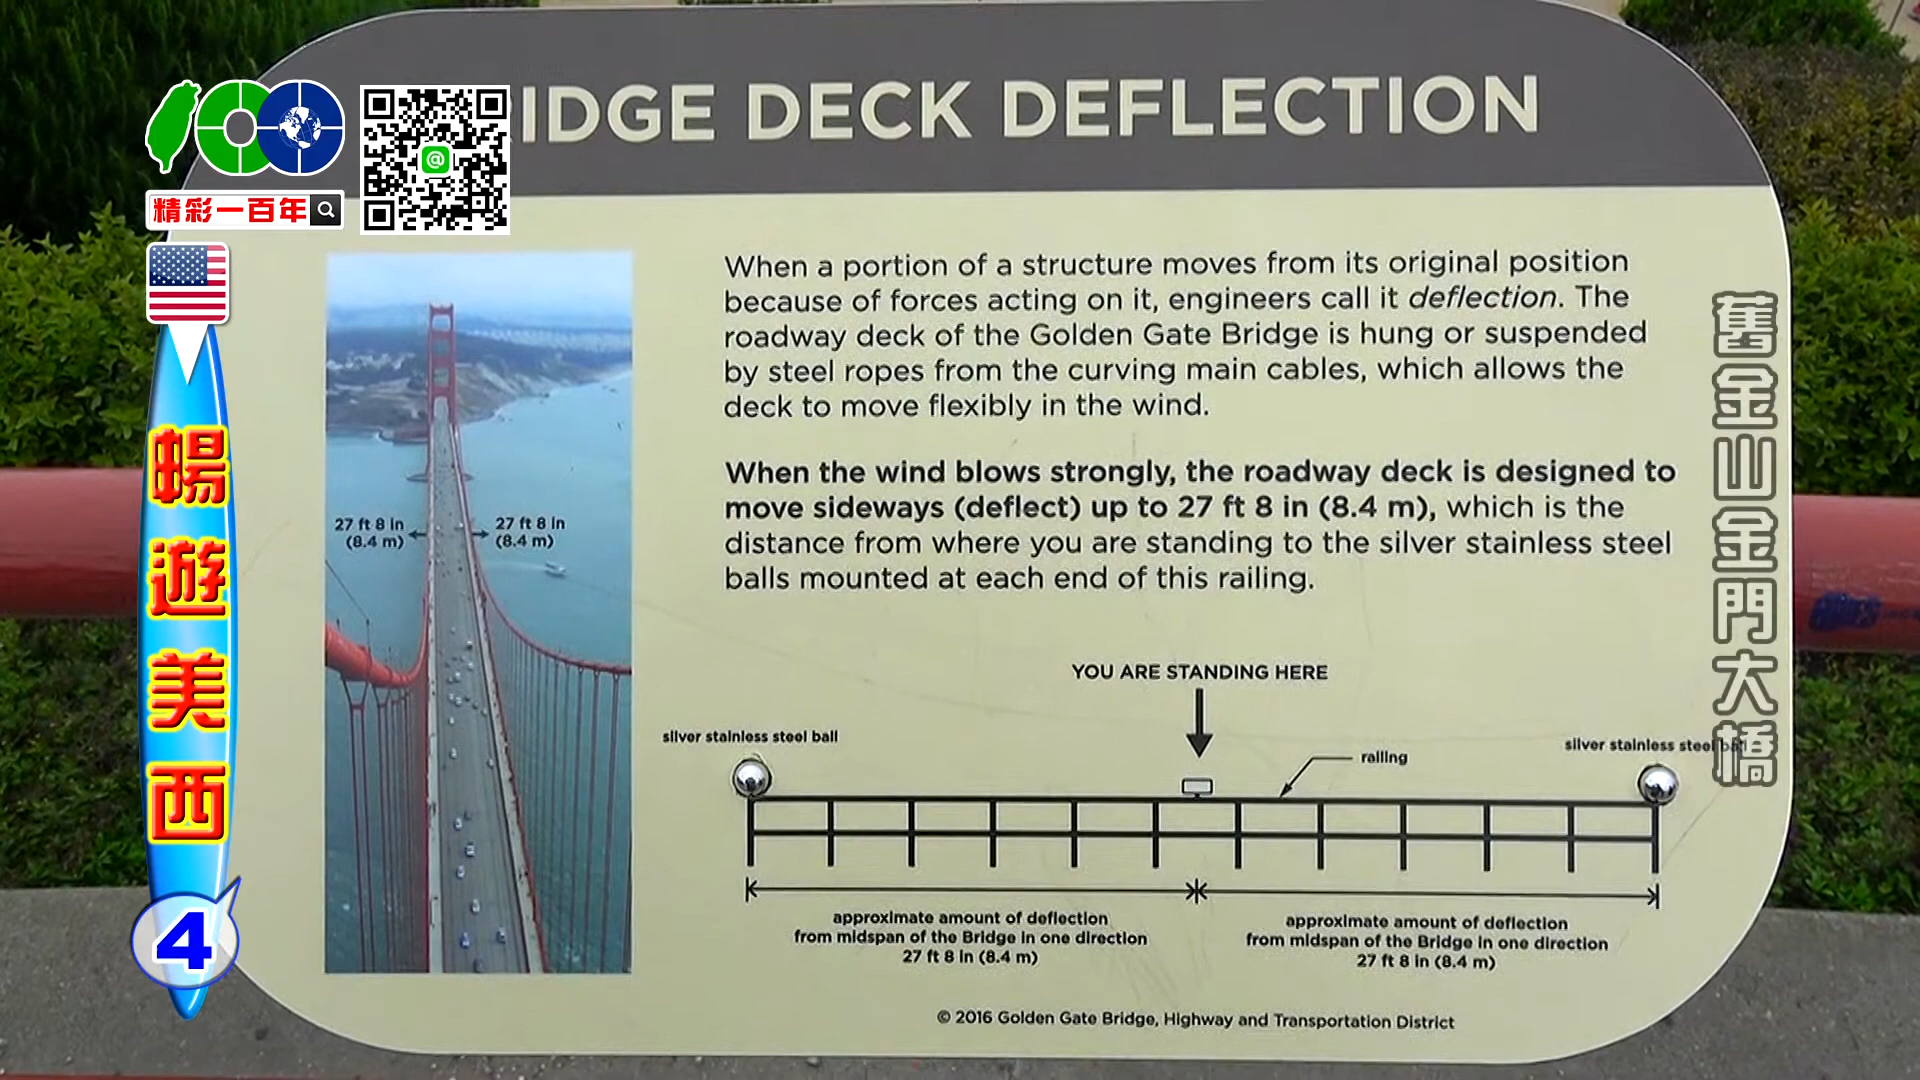 精彩一百年
暢遊美西
4
舊金山金門大橋
RIDGE DECK DEFLECTION
When a portion of a structure moves from its original position
because of forces acting on it, engineers call it deflection. The
roadway deck of the Golden Gate Bridge is hung or suspended
by steel ropes from the curving main cables, which allows the
deck to move flexibly in the wind.
When the wind blows strongly, the roadway deck is designed to
move sideways (deflect) up to 27 ft 8 in (8.4 m), which is the
distance from where you are standing to the silver stainless steel
balls mounted at each end of this railing.
27 ft 8 in
(8.4 m)
27 ft 8 in
(8.4 m)
YOU ARE STANDING HERE
silver stainless steel ball
railing
silver stainless steel ball
approximate amount of deflection
from midspan of the Bridge in one direction
27 ft 8 in (8.4 m)
approximate amount of deflection
from midspan of the Bridge in one direction
27 ft 8 in (8.4 m)
© 2016 Golden Gate Bridge, Highway and Transportation District